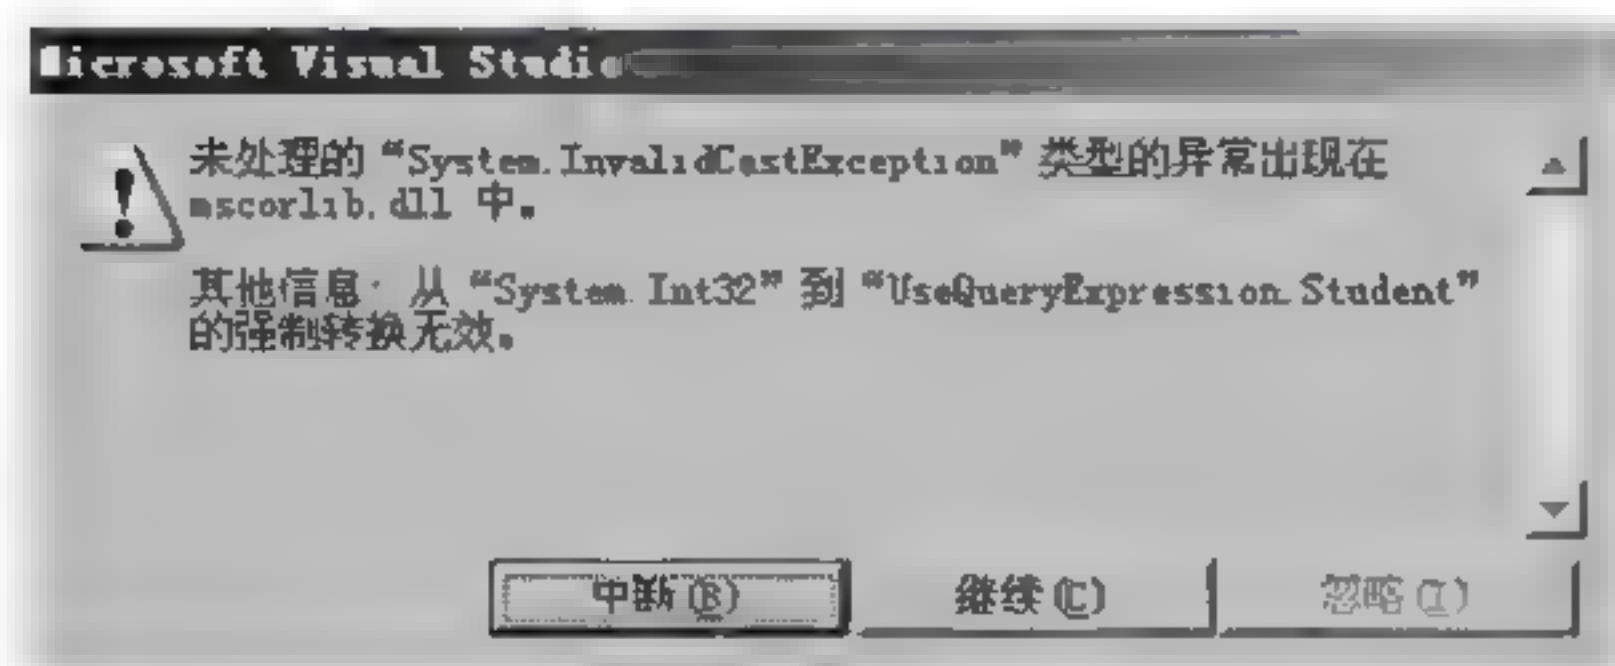 Microsoft Visual Studio
未处理的“System.InvalidCastException”类型的异常出现在
mscorlib.dll 中。
其他信息: 从“System.Int32”到“UseQueryExpression.Student”
的强制转换无效。
中断(B)
继续(C)
忽略(I)